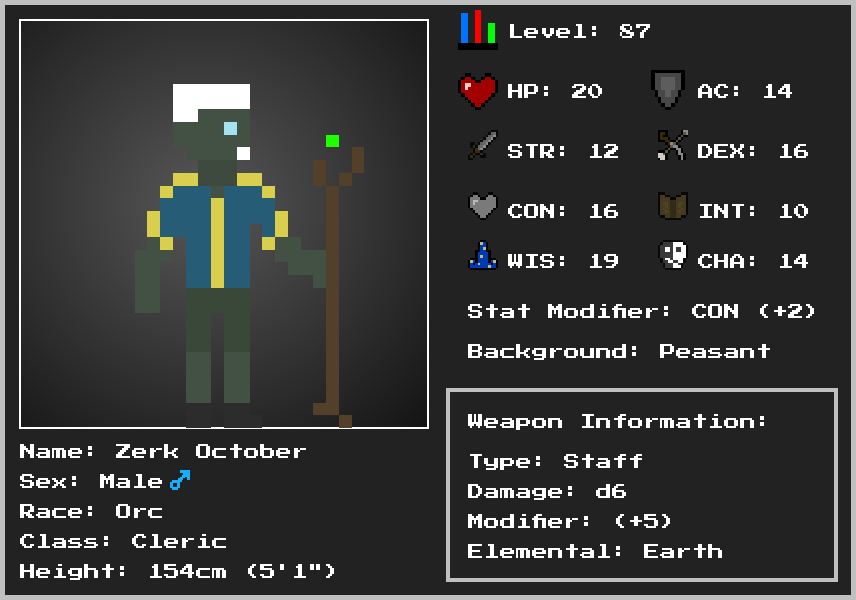 Level: 87
HP: 20
AC: 14
STR: 12
DEX: 16
CON: 16
INT: 10
WIS: 19
CHA: 14
Stat Modifier: CON (+2)
Background: Peasant
Weapon Information:
Type: Staff
Damage: d6
Modifier: (+5)
Elemental: Earth
Name: Zerk October
Sex: Male♂
Race: Orc
Class: Cleric
Height: 154cm (5'1")